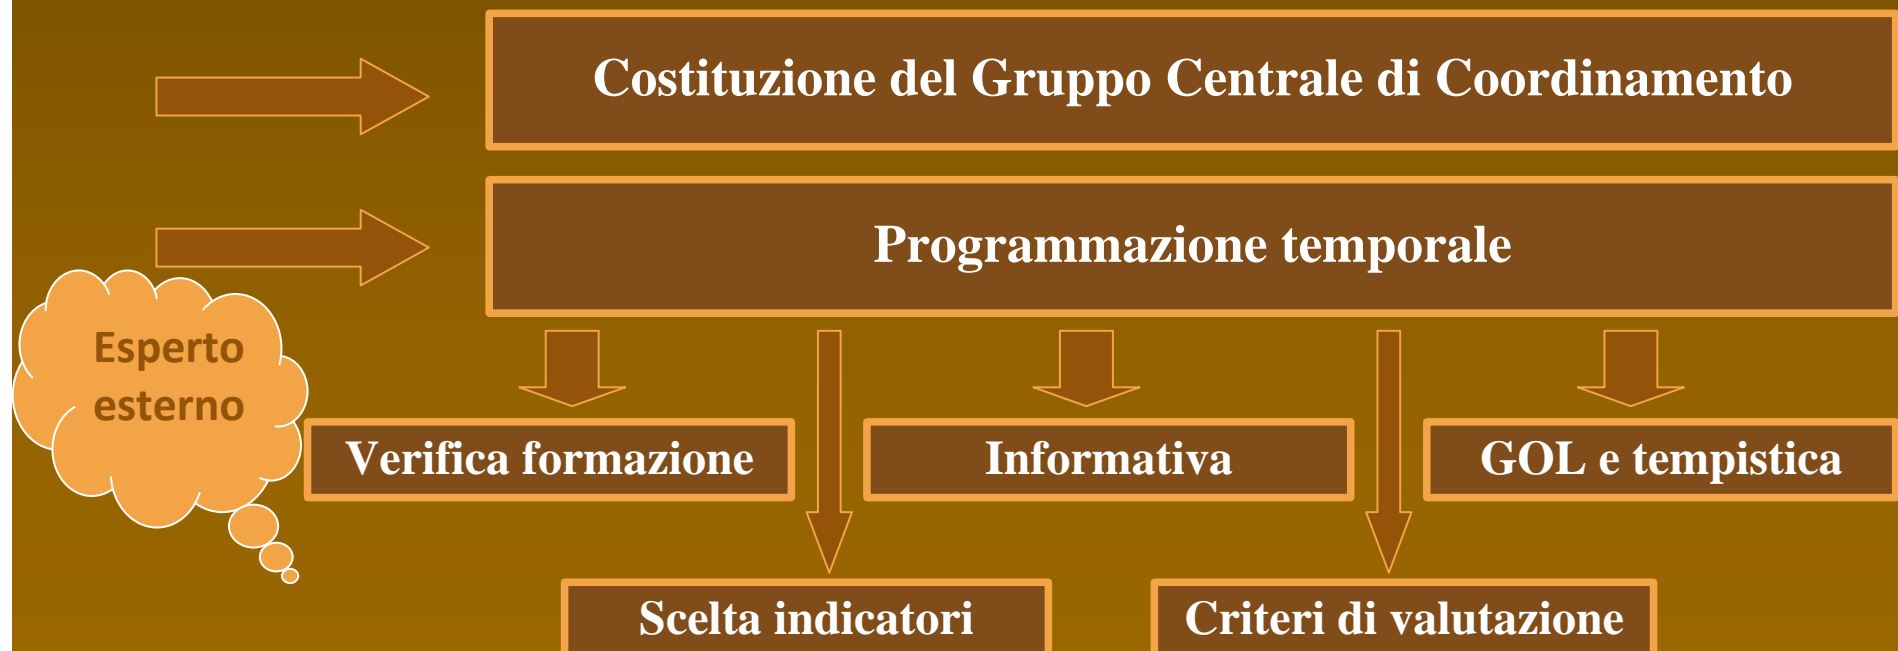 Costituzione del Gruppo Centrale di Coordinamento
Programmazione temporale
Esperto
esterno
Verifica formazione
Informativa
GOL e tempistica
Scelta indicatori
Criteri di valutazione